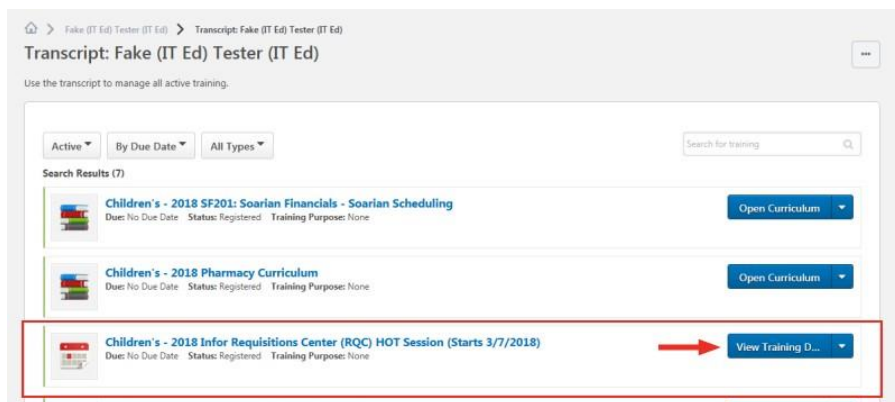 Fake (IT Ed) Tester (IT Ed) > Transcript: Fake (IT Ed) Tester (IT Ed)
Transcript: Fake (IT Ed) Tester (IT Ed)
Use the transcript to manage all active training.
Active By Due Date All Types Search for training
Search Results (7)
Children's - 2018 SF201: Soarian Financials - Soarian Scheduling
Due: No Due Date Status: Registered Training Purpose: None
Open Curriculum
Children's - 2018 Pharmacy Curriculum
Due: No Due Date Status: Registered Training Purpose: None
Open Curriculum
Children's - 2018 Infor Requisitions Center (RQC) HOT Session (Starts 3/7/2018)
Due: No Due Date Status: Registered Training Purpose: None
View Training D...